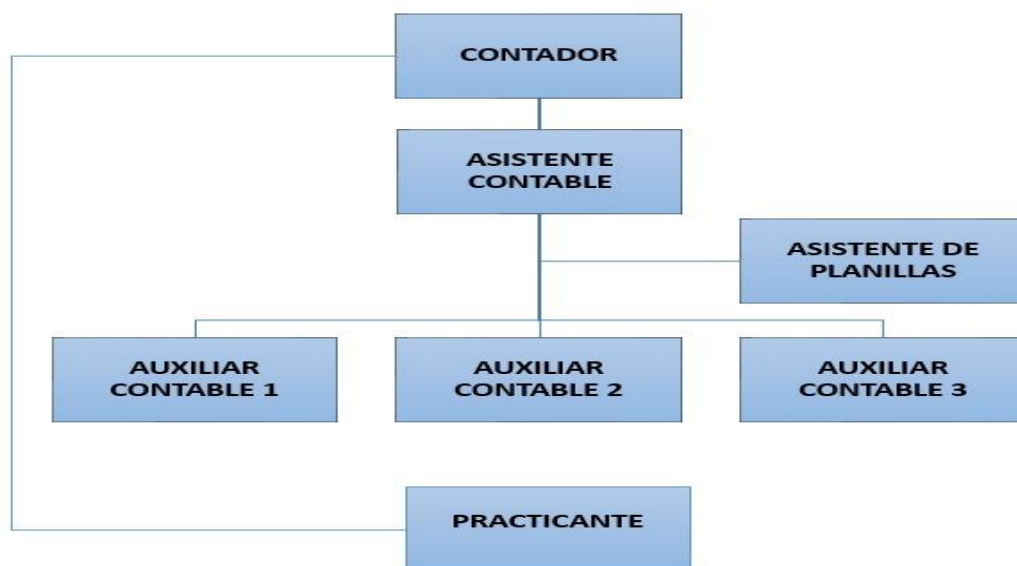 CONTADOR
ASISTENTE
CONTABLE
ASISTENTE DE
PLANILLAS
AUXILIAR
CONTABLE 1
AUXILIAR
CONTABLE 2
AUXILIAR
CONTABLE 3
PRACTICANTE